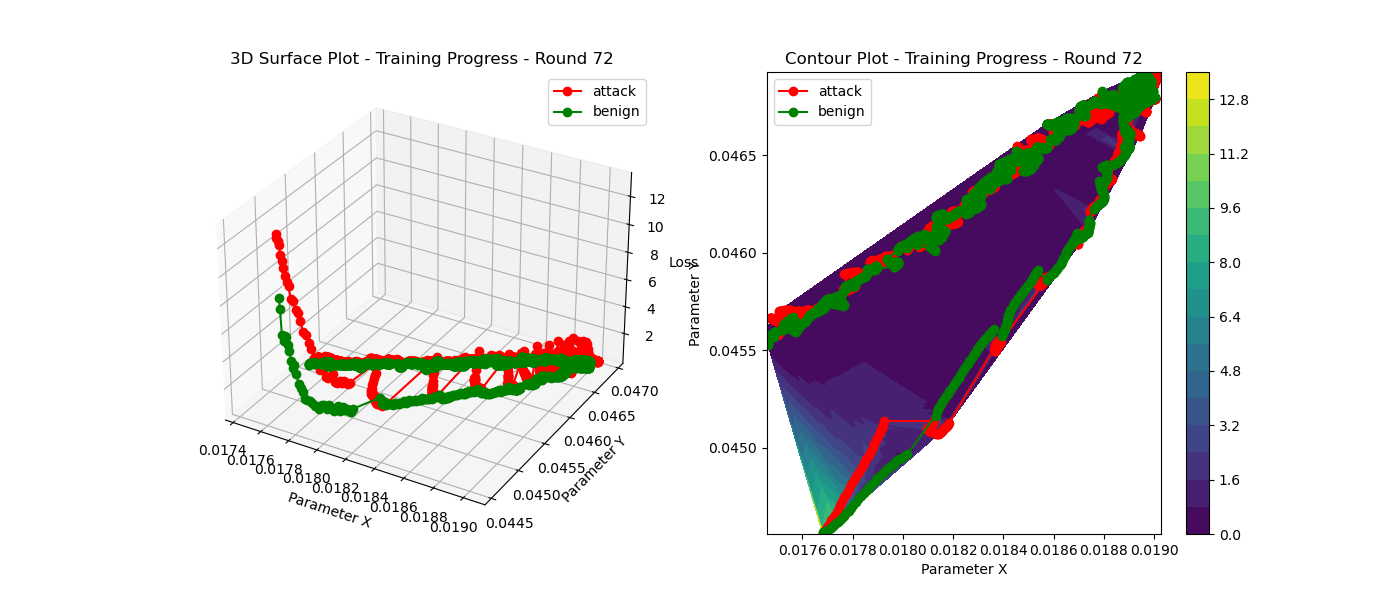 3D Surface Plot - Training Progress - Round 72
attack
benign
12
10
8
6
4
2
Loss
0.0470
0.0465
0.0460
0.0455
0.0450
0.0445
Parameter Y
0.0174
0.0176
0.0178
0.0180
0.0182
0.0184
0.0186
0.0188
0.0190
Parameter X
Contour Plot - Training Progress - Round 72
attack
benign
0.0465
0.0460
0.0455
0.0450
Parameter Y
0.0176 0.0178 0.0180 0.0182 0.0184 0.0186 0.0188 0.0190
Parameter X
12.8
11.2
9.6
8.0
6.4
4.8
3.2
1.6
0.0